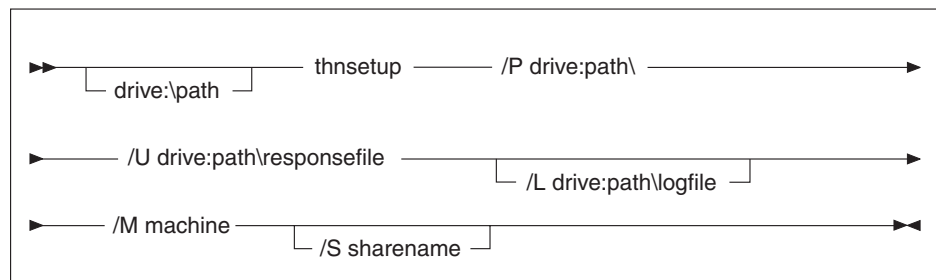 thnsetup /P drive:path\
drive:\path
/U drive:path\responsefile
/L drive:path\logfile
/M machine
/S sharename